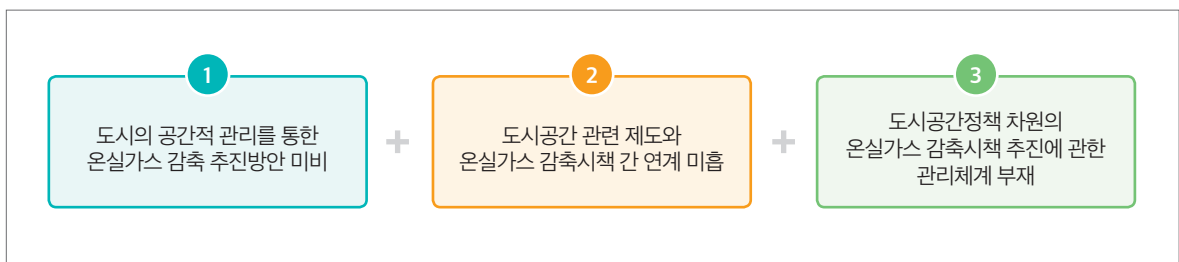 1
도시의 공간적 관리를 통한
온실가스 감축 추진방안 미비
+
2
도시공간 관련 제도와
온실가스 감축시책 간 연계 미흡
+
3
도시공간정책 차원의
온실가스 감축시책 추진에 관한
관리체계 부재